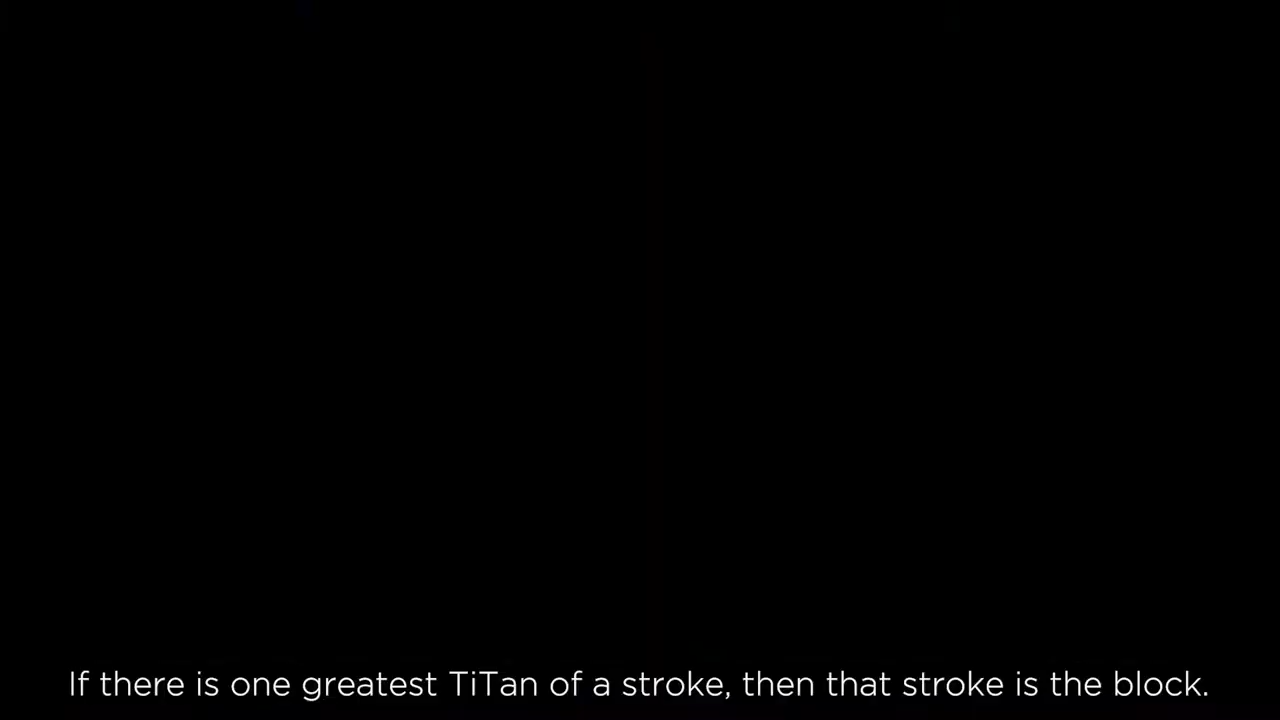 If there is one greatest TiTan of a stroke, then that stroke is the block.